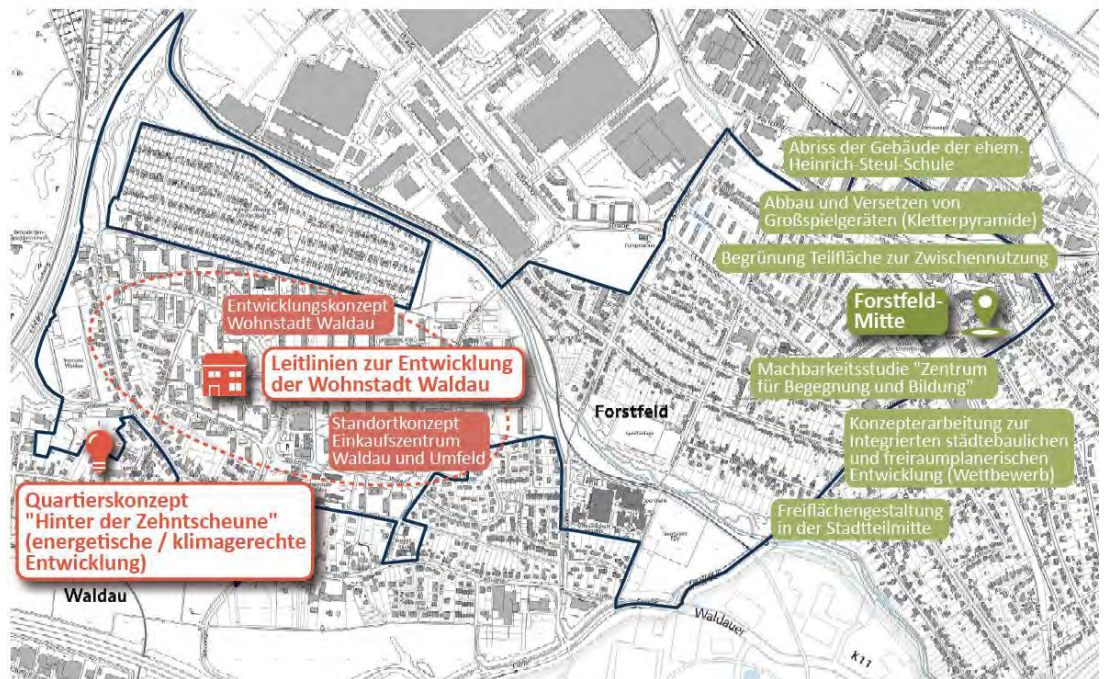 Abriss der Gebäude der ehem.
Heinrich-Steul-Schule
Abbau und Versetzen von
Großspielgeräten (Kletterpyramide)
Begrünung Teilfläche zur Zwischennutzung
Forstfeld-
Mitte
Entwicklungskonzept
Wohnstadt Waldau
Leitlinien zur Entwicklung
der Wohnstadt Waldau
Machbarkeitsstudie "Zentrum
für Begegnung und Bildung"
Forstfeld
Standortkonzept
Einkaufszentrum
Waldau und Umfeld
Konzepterarbeitung zur
Integrierten städtebaulichen
und freiraumplanerischen
Entwicklung (Wettbewerb)
Quartierskonzept
"Hinter der Zehntscheune"
(energetische / klimagerechte
Entwicklung)
Freiflächengestaltung
in der Stadtteilmitte
Waldau
Waldauer
K11